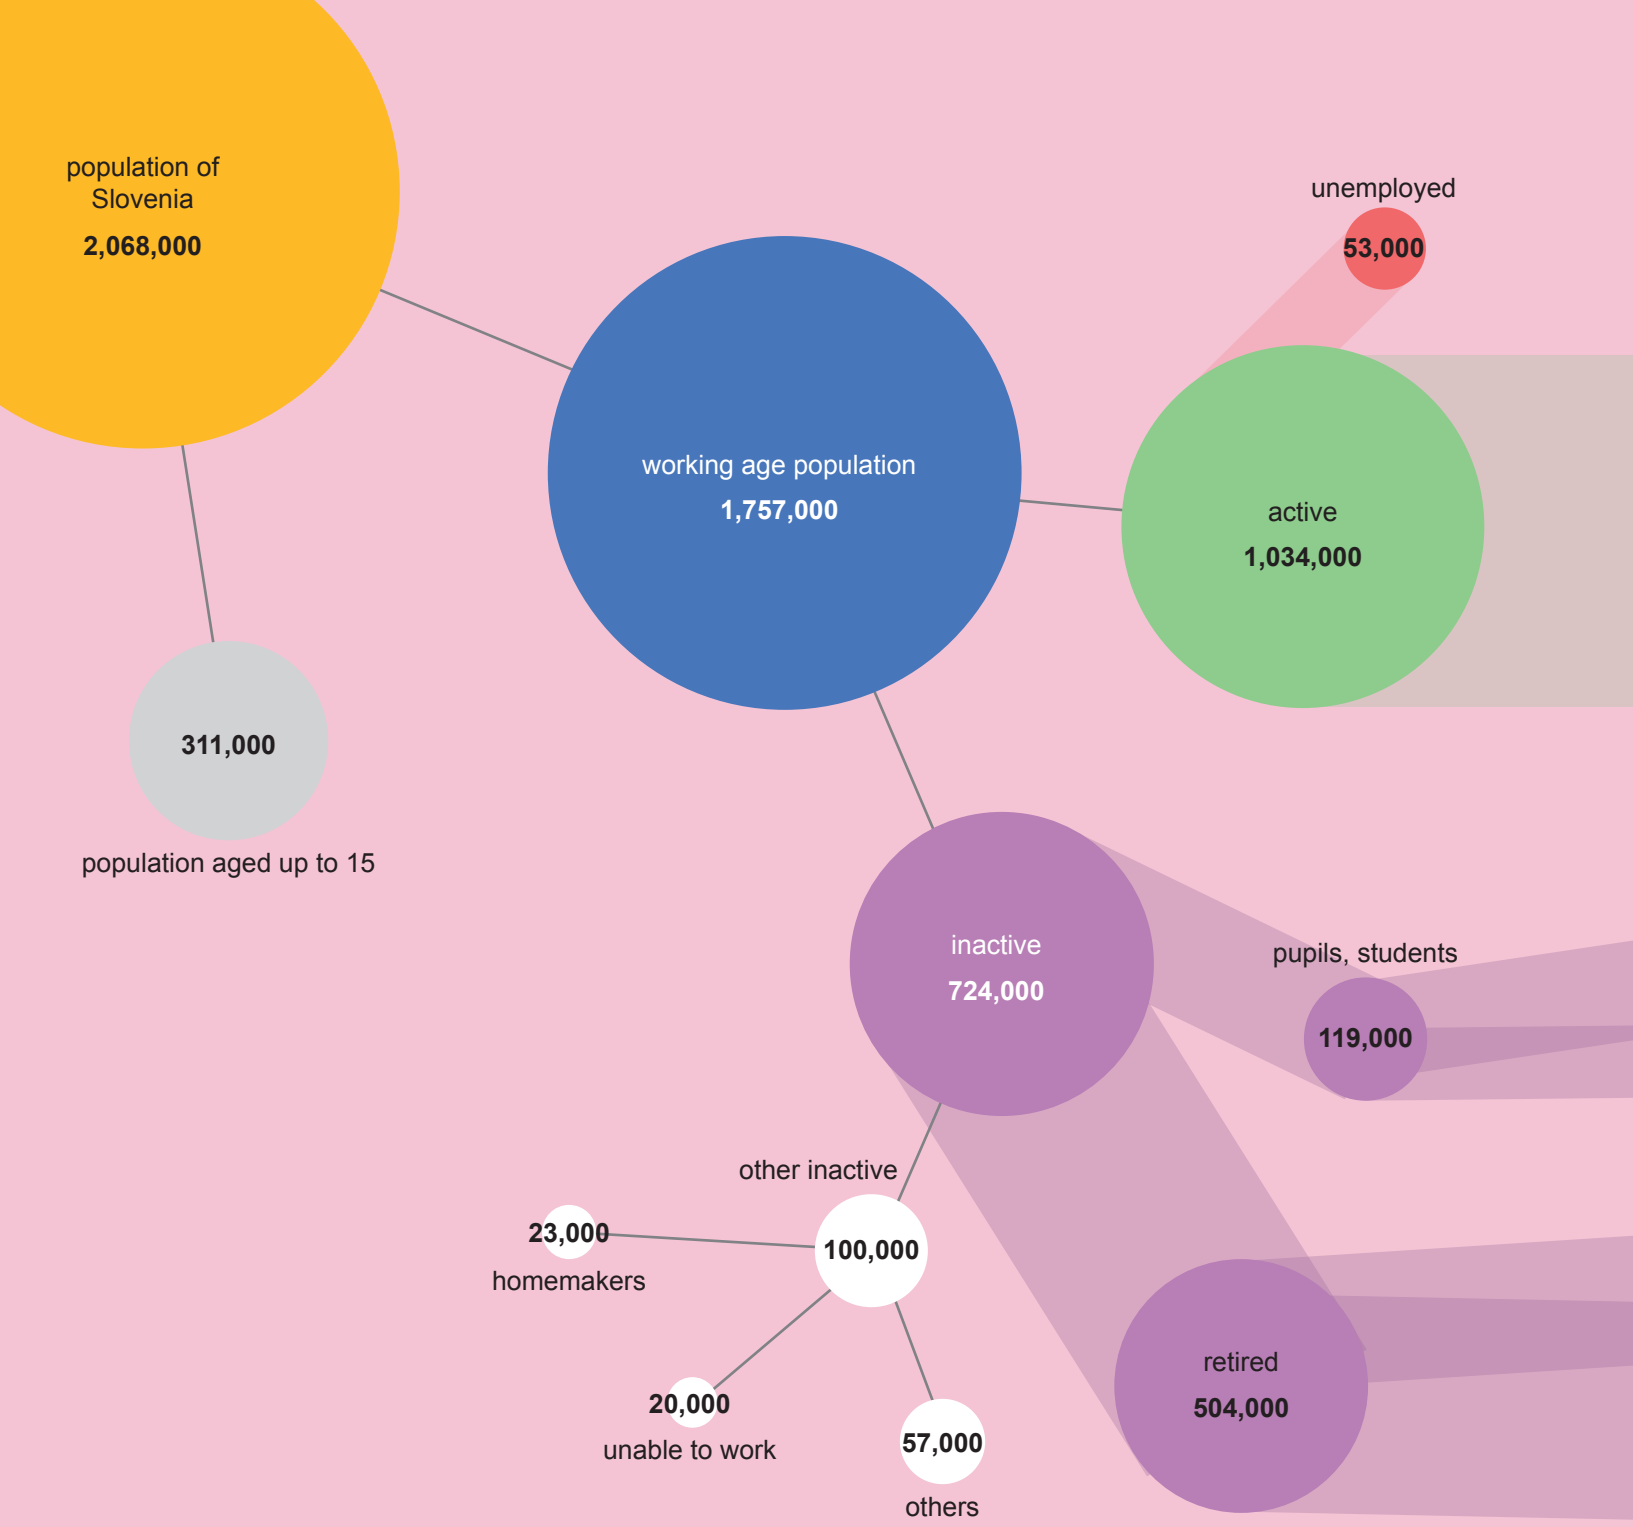 population of
Slovenia
2,068,000
unemployed
53,000
working age population
1,757,000
active
1,034,000
311,000
population aged up to 15
inactive
724,000
pupils, students
119,000
other inactive
100,000
23,000
homemakers
20,000
unable to work
57,000
others
retired
504,000